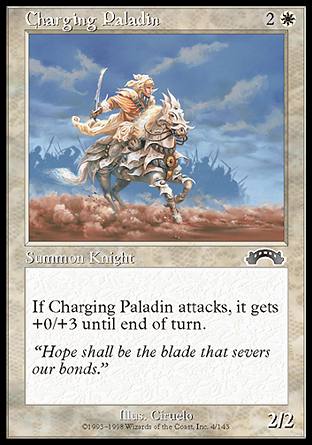 Charging Paladin 2
Summon Knight
If Charging Paladin attacks, it gets
+0/+3 until end of turn.
“Hope shall be the blade that severs
our bonds.”
Illus. Ciruelo
©1993-1998 Wizards of the Coast, Inc. 4/143
2/2